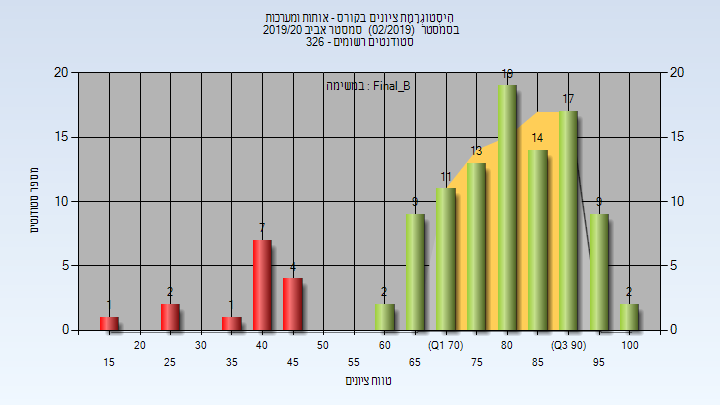 היסטוגרמת ציונים בקורס - אותות ומערכות
בסמסטר (02/2019) סמסטר אביב 2019/20
סטודנטים רשומים - 326
במשימה : Final_B
מספר סטודנטים
20 15 10 5 0
1 2 1 7 4 2 9 11 13 19 14 17 9 2
20 15 10 5 0
20 30 40 50 60 (Q1 70) 80 (Q3 90) 100
15 25 35 45 55 65 75 85 95
טווח ציונים